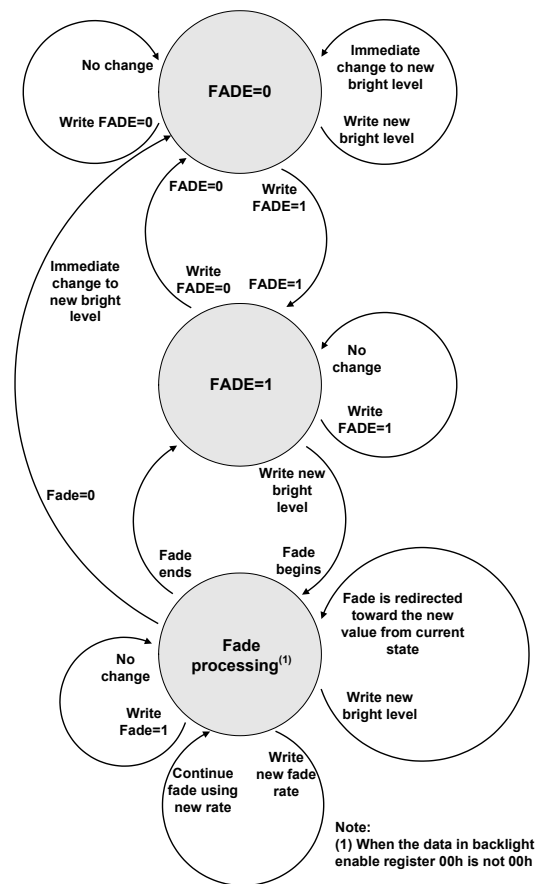 No change
Write FADE=0
FADE=0
Immediate
change to new
bright level
Write new
bright level
FADE=0
Write
FADE=1
Immediate
change to
new bright
level
Write
FADE=0
FADE=1
FADE=1
No
change
Write
FADE=1
Fade=0
Write new
bright
level
Fade
ends
Fade
begins
Fade is redirected
toward the new
value from current
state
Write new
bright level
Fade
processing(1)
No
change
Write
Fade=1
Continue
fade using
new rate
Write
new fade
rate
Note:
(1) When the data in backlight
enable register 00h is not 00h